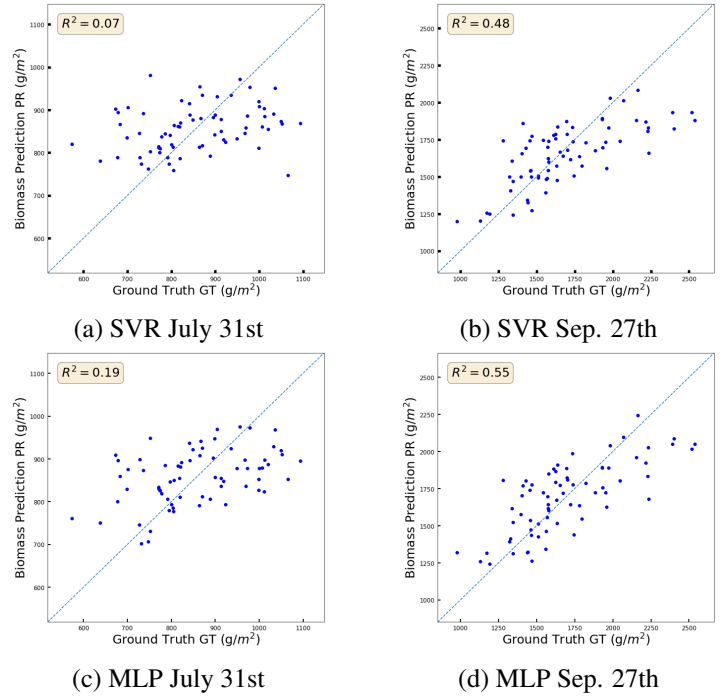 R² = 0.07
1100
1000
900
800
700
600
Biomass Prediction PR (g/m²)
600 700 800 900 1000 1100
Ground Truth GT (g/m²)
(a) SVR July 31st
R² = 0.48
2500
2250
2000
1750
1500
1250
1000
Biomass Prediction PR (g/m²)
1000 1250 1500 1750 2000 2250 2500
Ground Truth GT (g/m²)
(b) SVR Sep. 27th
R² = 0.19
1100
1000
900
800
700
600
Biomass Prediction PR (g/m²)
600 700 800 900 1000 1100
Ground Truth GT (g/m²)
(c) MLP July 31st
R² = 0.55
2500
2250
2000
1750
1500
1250
1000
Biomass Prediction PR (g/m²)
1000 1250 1500 1750 2000 2250 2500
Ground Truth GT (g/m²)
(d) MLP Sep. 27th